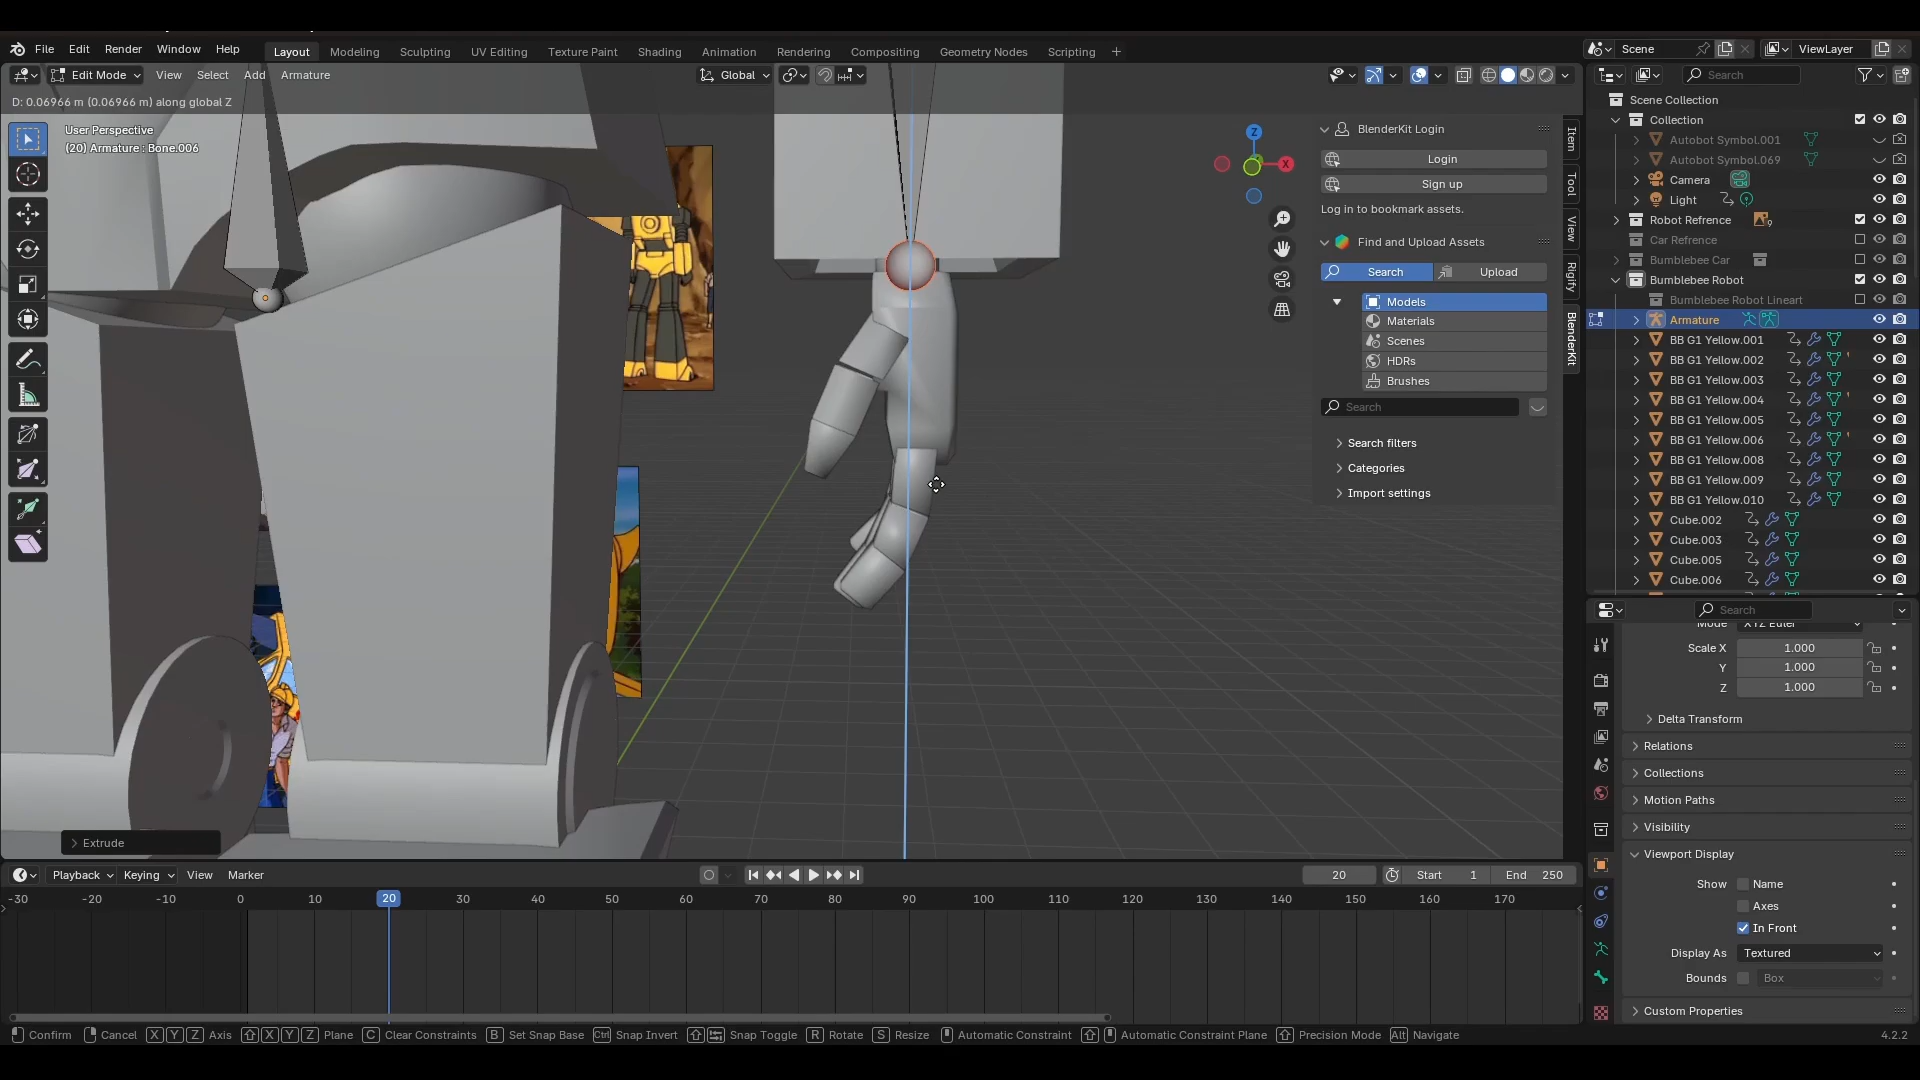 File Edit Render Window Help Layout Modeling Sculpting UV Editing Texture Paint Shading Animation Rendering Compositing Geometry Nodes Scripting + Scene ViewLayer
Edit Mode View Select Add Armature Global Search
D: 0.06966 m (0.06966 m) along global Z
User Perspective
(20) Armature : Bone.006
Z
X
BlenderKit Login
Login
Sign up
Log in to bookmark assets.
Find and Upload Assets
Search Upload
Models
Materials
Scenes
HDRs
Brushes
Search
Search filters
Categories
Import settings
Item
Tool
View
Rigify
BlenderKit
Scene Collection
Collection
Autobot Symbol.001
Autobot Symbol.069
Camera
Light
Robot Refrence 9
Car Refrence
Bumblebee Car
Bumblebee Robot
Bumblebee Robot Lineart
Armature
BB G1 Yellow.001
BB G1 Yellow.002
BB G1 Yellow.003
BB G1 Yellow.004
BB G1 Yellow.005
BB G1 Yellow.006
BB G1 Yellow.008
BB G1 Yellow.009
BB G1 Yellow.010
Cube.002
Cube.003
Cube.005
Cube.006
Search
Mode XYZ Euler
Scale X 1.000
Y 1.000
Z 1.000
Delta Transform
Relations
Collections
Motion Paths
Visibility
Viewport Display
Show Name
Axes
In Front
Display As Textured
Bounds Box
Custom Properties
Extrude
Playback Keying View Marker 20 Start 1 End 250
-30 -20 -10 0 10 20 30 40 50 60 70 80 90 100 110 120 130 140 150 160 170
Confirm Cancel X Y Z Axis X Y Z Plane C Clear Constraints B Set Snap Base Ctrl Snap Invert Snap Toggle R Rotate S Resize Automatic Constraint Automatic Constraint Plane Precision Mode Alt Navigate 4.2.2